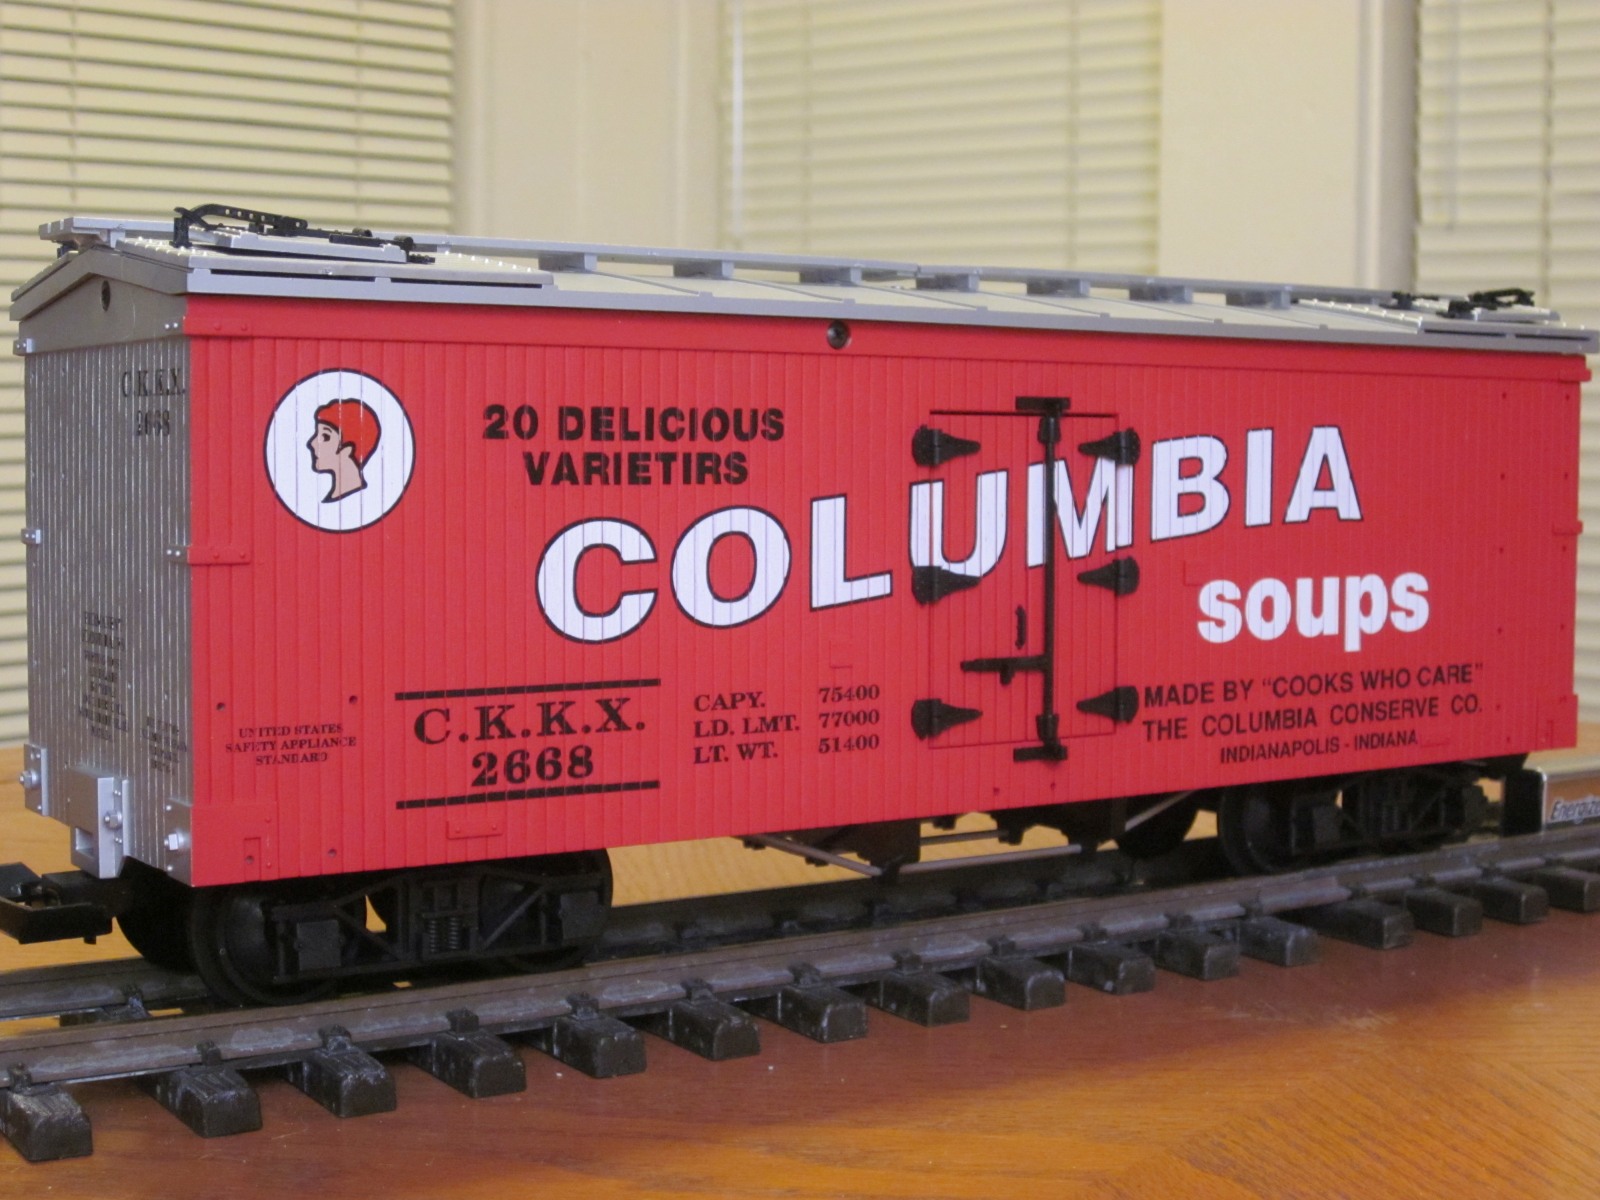 C.K.K.X.
2668
20 DELICIOUS
VARIETIRS
COLUMBIA
soups
UNITED STATES
SAFETY APPLIANCE
STANDARD
C.K.K.X.
2668
CAPY. 75400
LD. LMT. 77000
LT. WT. 51400
MADE BY "COOKS WHO CARE"
THE COLUMBIA CONSERVE CO.
INDIANAPOLIS - INDIANA